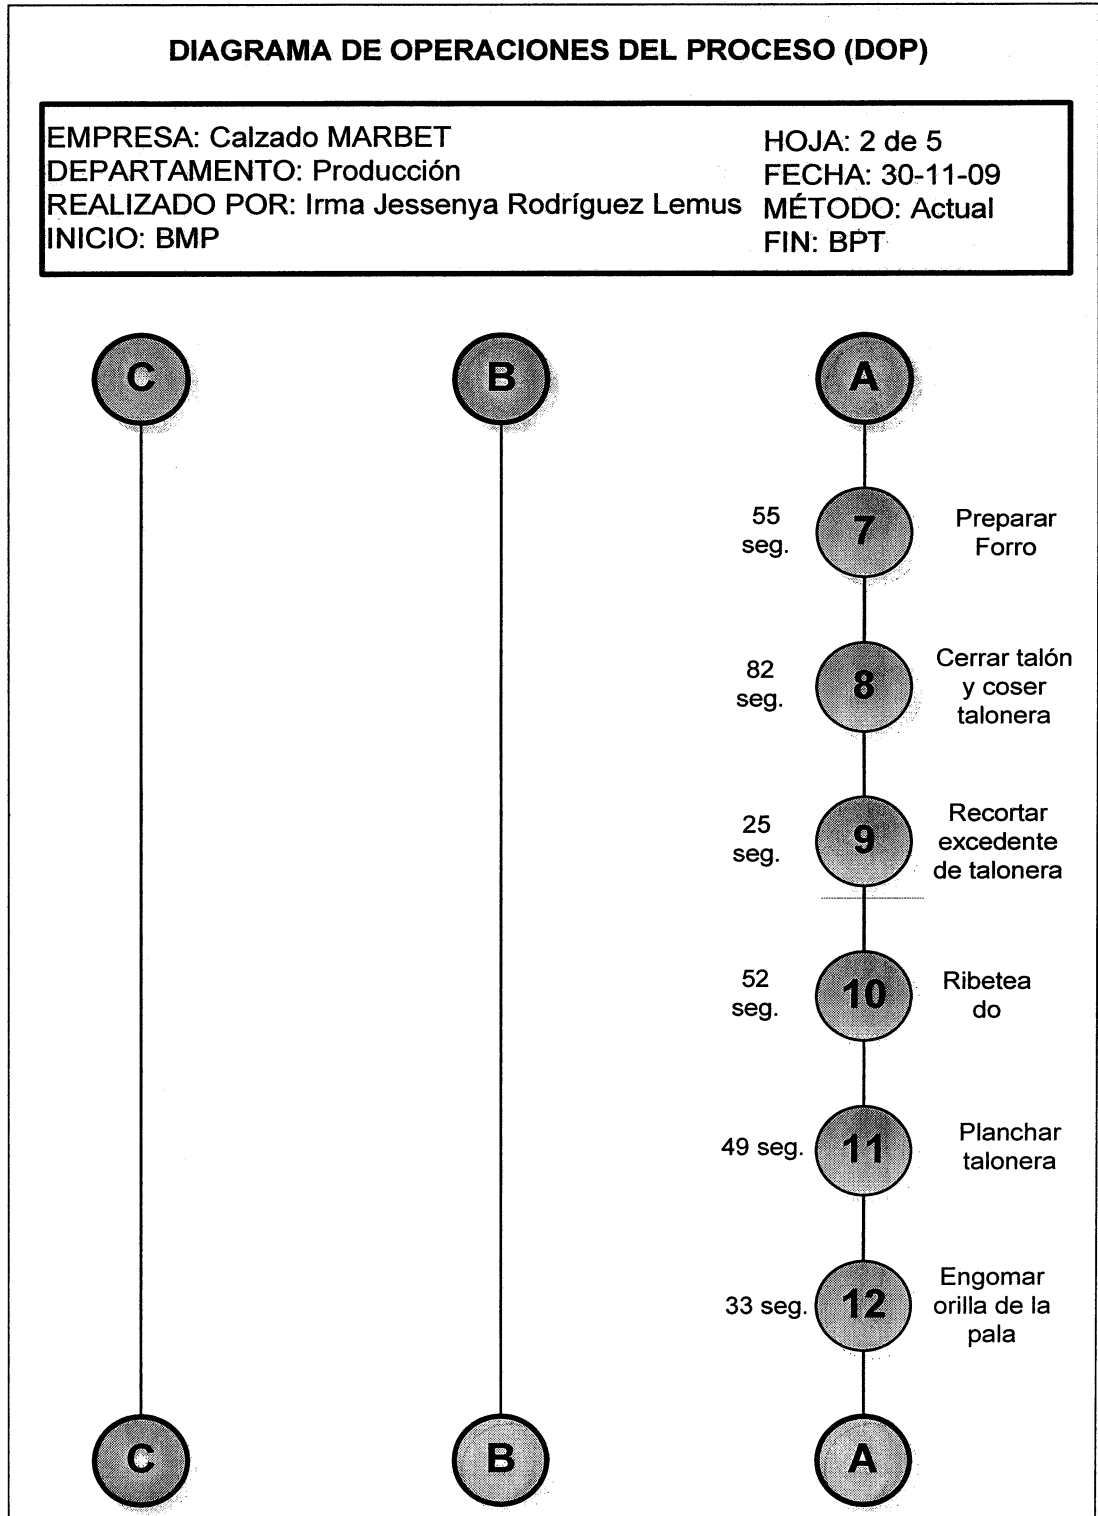 DIAGRAMA DE OPERACIONES DEL PROCESO (DOP)
EMPRESA: Calzado MARBET
DEPARTAMENTO: Producción
REALIZADO POR: Irma Jessenya Rodríguez Lemus
INICIO: BMP
HOJA: 2 de 5
FECHA: 30-11-09
MÉTODO: Actual
FIN: BPT
C
B
A
55
seg.
7
Preparar
Forro
82
seg.
8
Cerrar talón
y coser
talonera
25
seg.
9
Recortar
excedente
de talonera
52
seg.
10
Ribetea
do
49 seg.
11
Planchar
talonera
33 seg.
12
Engomar
orilla de la
pala
C
B
A